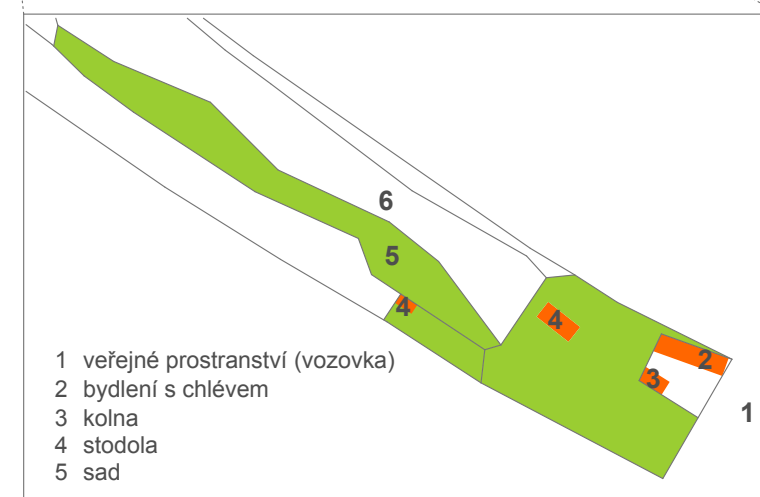 6
5
4
4
2
3
1
1 veřejné prostranství (vozovka)
2 bydlení s chlévem
3 kolna
4 stodola
5 sad